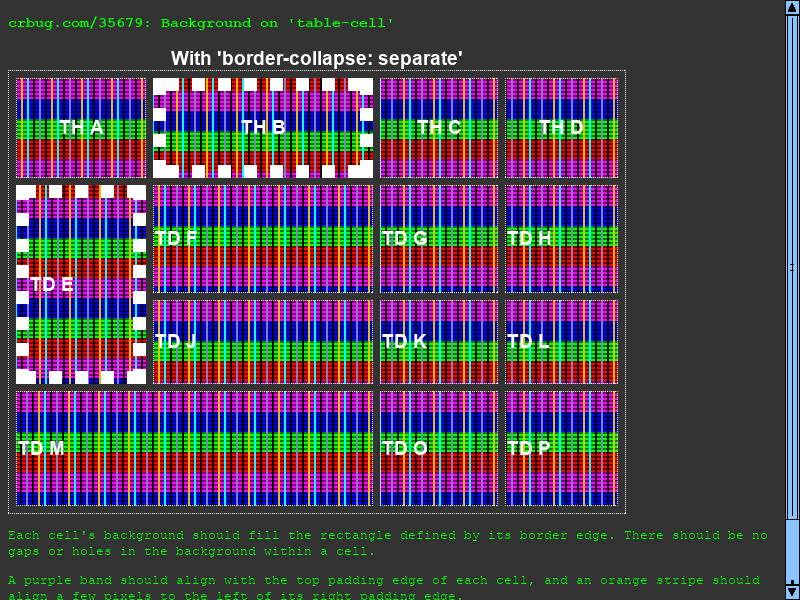 crbug.com/35679: Background on 'table-cell'
With 'border-collapse: separate'
TH A TH B TH C TH D
TD F TD G TD H
TD E
TD J TD K TD L
TD M TD O TD P
Each cell's background should fill the rectangle defined by its border edge. There should be no
gaps or holes in the background within a cell.
A purple band should align with the top padding edge of each cell, and an orange stripe should
align a few pixels to the left of its right padding edge.